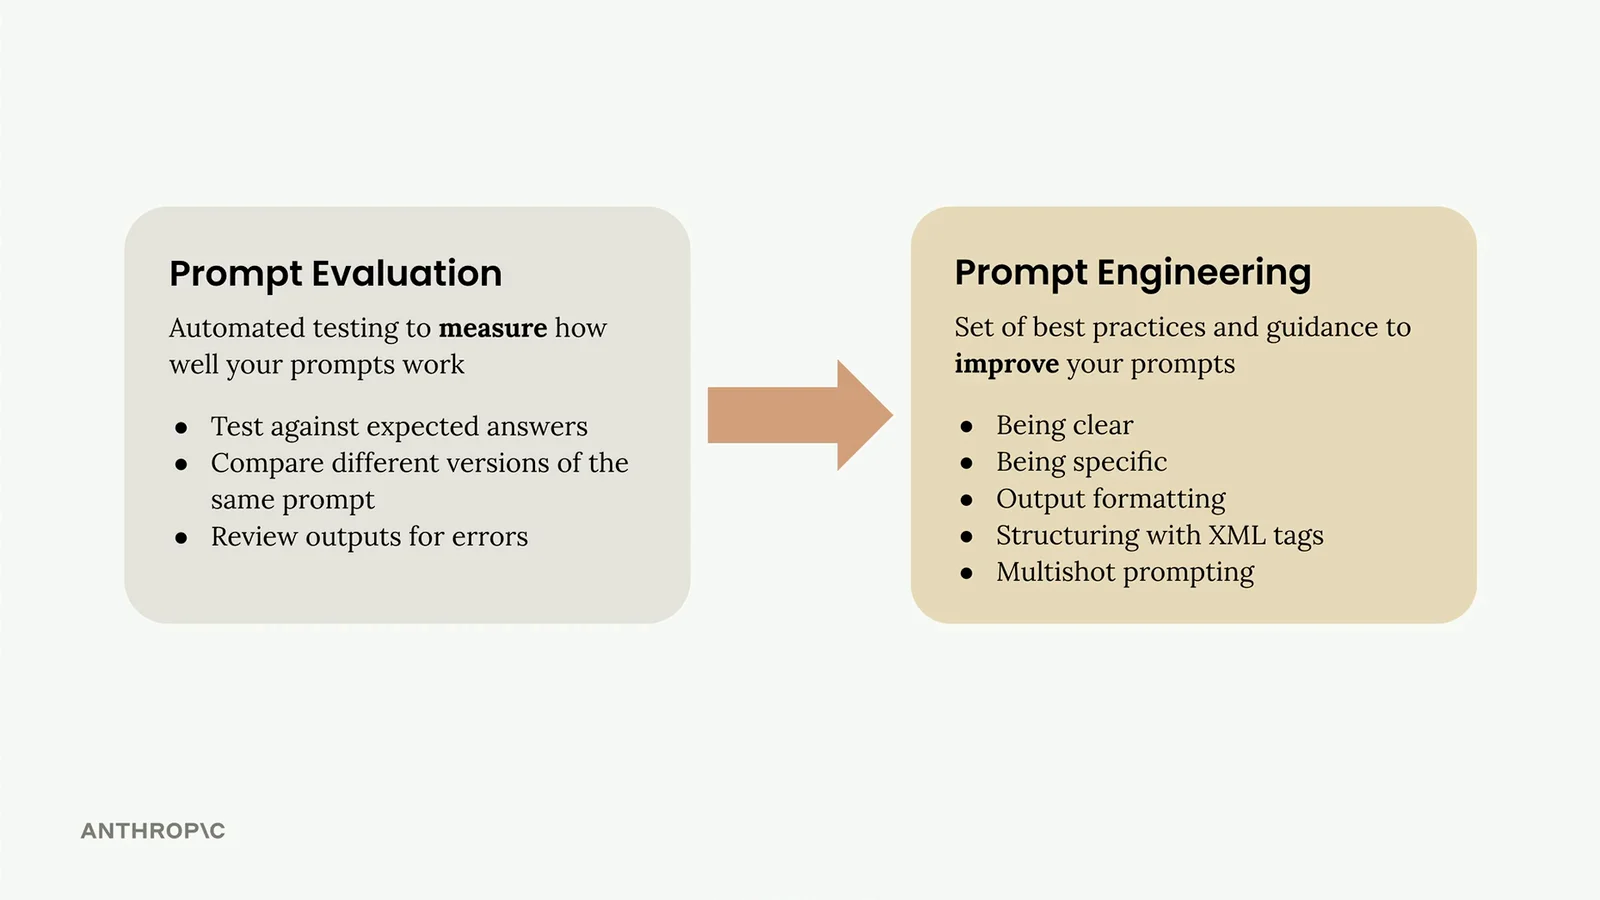 Prompt Evaluation
Automated testing to measure how
well your prompts work
● Test against expected answers
● Compare different versions of the
same prompt
● Review outputs for errors
Prompt Engineering
Set of best practices and guidance to
improve your prompts
● Being clear
● Being specific
● Output formatting
● Structuring with XML tags
● Multishot prompting
ANTHROP\C